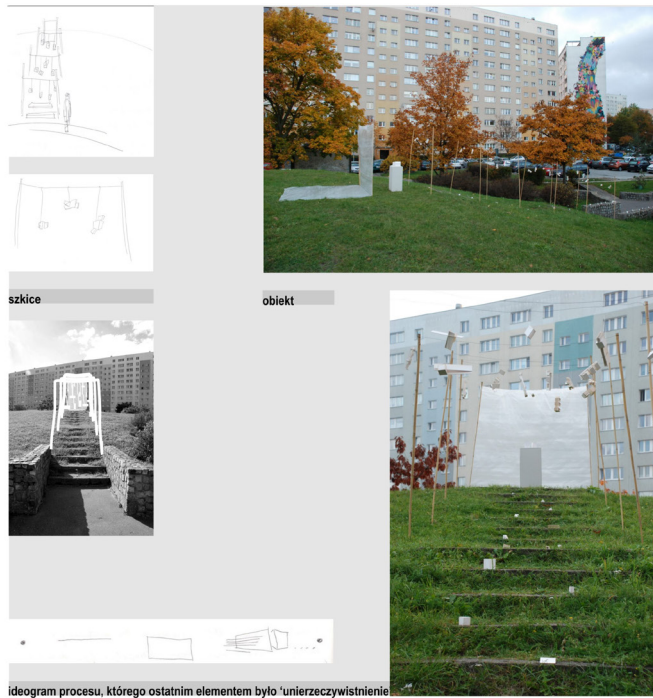 szkice
obiekt
ideogram procesu, którego ostatnim elementem było ‘unierzeczywistnienie